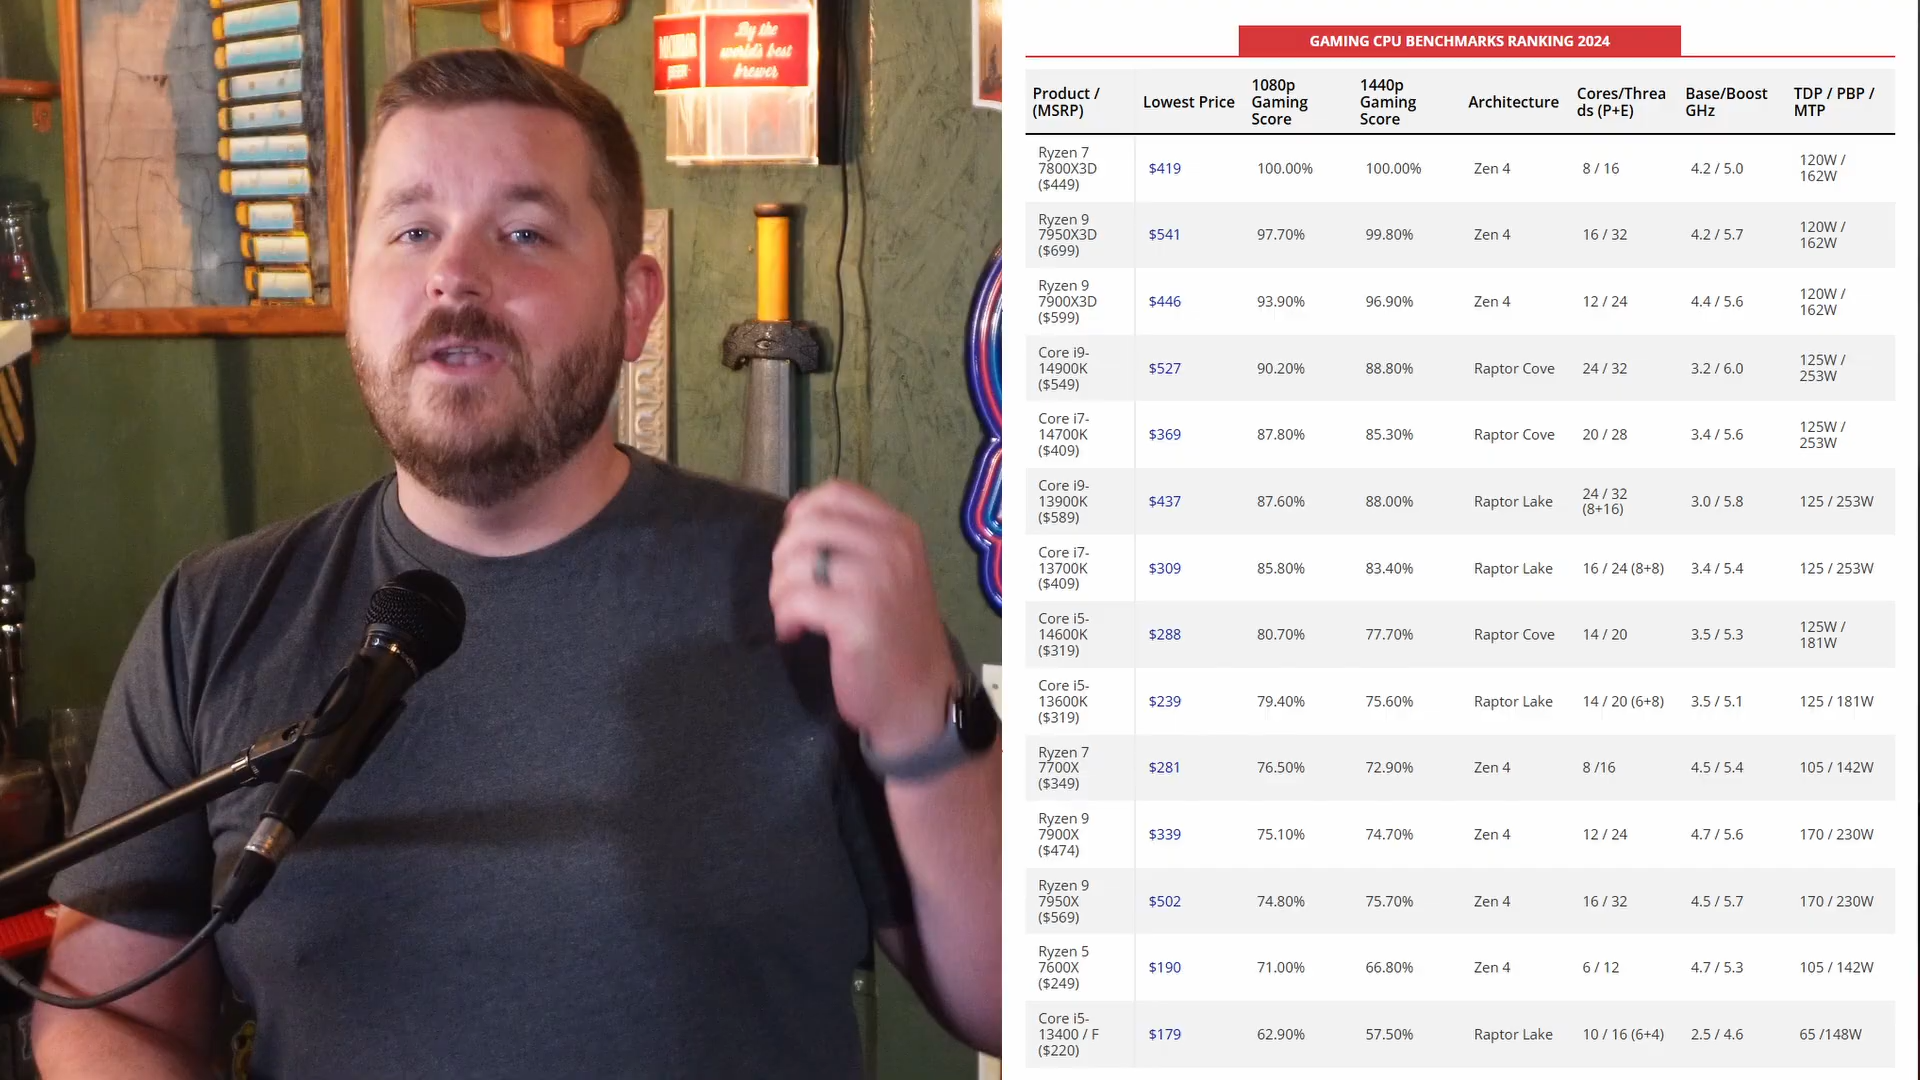 By the
world's best
brewer
GAMING CPU BENCHMARKS RANKING 2024
Product /
(MSRP)
Lowest Price
1080p
Gaming
Score
1440p
Gaming
Score
Architecture
Cores/Threa
ds (P+E)
Base/Boost
GHz
TDP / PBP /
MTP
Ryzen 7
7800X3D
($449)
$419
100.00%
100.00%
Zen 4
8 / 16
4.2 / 5.0
120W /
162W
Ryzen 9
7950X3D
($699)
$541
97.70%
99.80%
Zen 4
16 / 32
4.2 / 5.7
120W /
162W
Ryzen 9
7900X3D
($599)
$446
93.90%
96.90%
Zen 4
12 / 24
4.4 / 5.6
120W /
162W
Core i9-
14900K
($549)
$527
90.20%
88.80%
Raptor Cove
24 / 32
3.2 / 6.0
125W /
253W
Core i7-
14700K
($409)
$369
87.80%
85.30%
Raptor Cove
20 / 28
3.4 / 5.6
125W /
253W
Core i9-
13900K
($589)
$437
87.60%
88.00%
Raptor Lake
24 / 32
(8+16)
3.0 / 5.8
125 / 253W
Core i7-
13700K
($409)
$309
85.80%
83.40%
Raptor Lake
16 / 24 (8+8)
3.4 / 5.4
125 / 253W
Core i5-
14600K
($319)
$288
80.70%
77.70%
Raptor Cove
14 / 20
3.5 / 5.3
125W /
181W
Core i5-
13600K
($319)
$239
79.40%
75.60%
Raptor Lake
14 / 20 (6+8)
3.5 / 5.1
125 / 181W
Ryzen 7
7700X
($349)
$281
76.50%
72.90%
Zen 4
8 /16
4.5 / 5.4
105 / 142W
Ryzen 9
7900X
($474)
$339
75.10%
74.70%
Zen 4
12 / 24
4.7 / 5.6
170 / 230W
Ryzen 9
7950X
($569)
$502
74.80%
75.70%
Zen 4
16 / 32
4.5 / 5.7
170 / 230W
Ryzen 5
7600X
($249)
$190
71.00%
66.80%
Zen 4
6 / 12
4.7 / 5.3
105 / 142W
Core i5-
13400 / F
($220)
$179
62.90%
57.50%
Raptor Lake
10 / 16 (6+4)
2.5 / 4.6
65 /148W